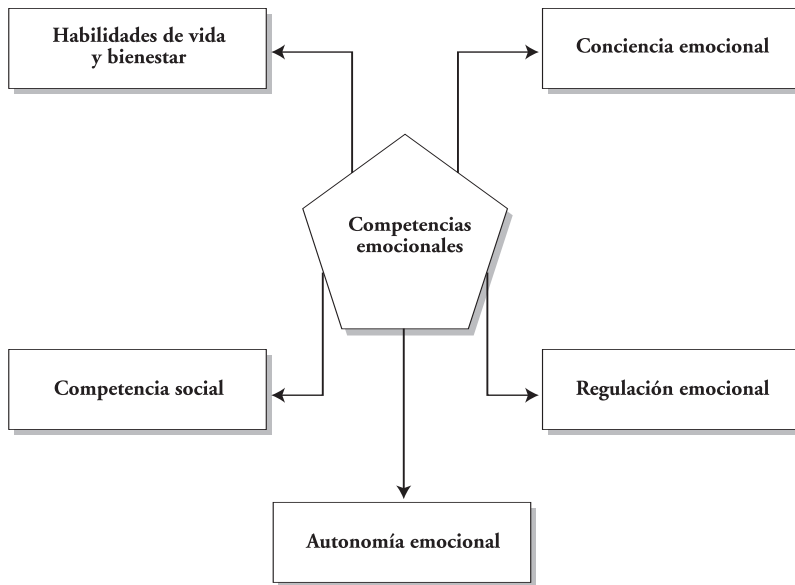 Habilidades de vida
y bienestar
Conciencia emocional
Competencias
emocionales
Competencia social
Regulación emocional
Autonomía emocional